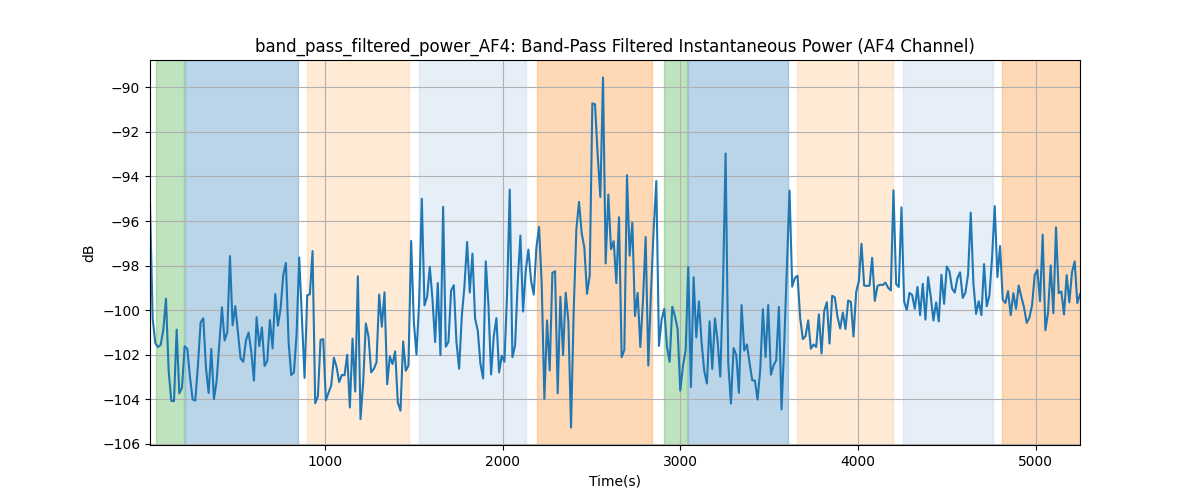 band_pass_filtered_power_AF4: Band-Pass Filtered Instantaneous Power (AF4 Channel)
−90
−92
−94
−96
−98
−100
−102
−104
−106
dB
1000 2000 3000 4000 5000
Time(s)